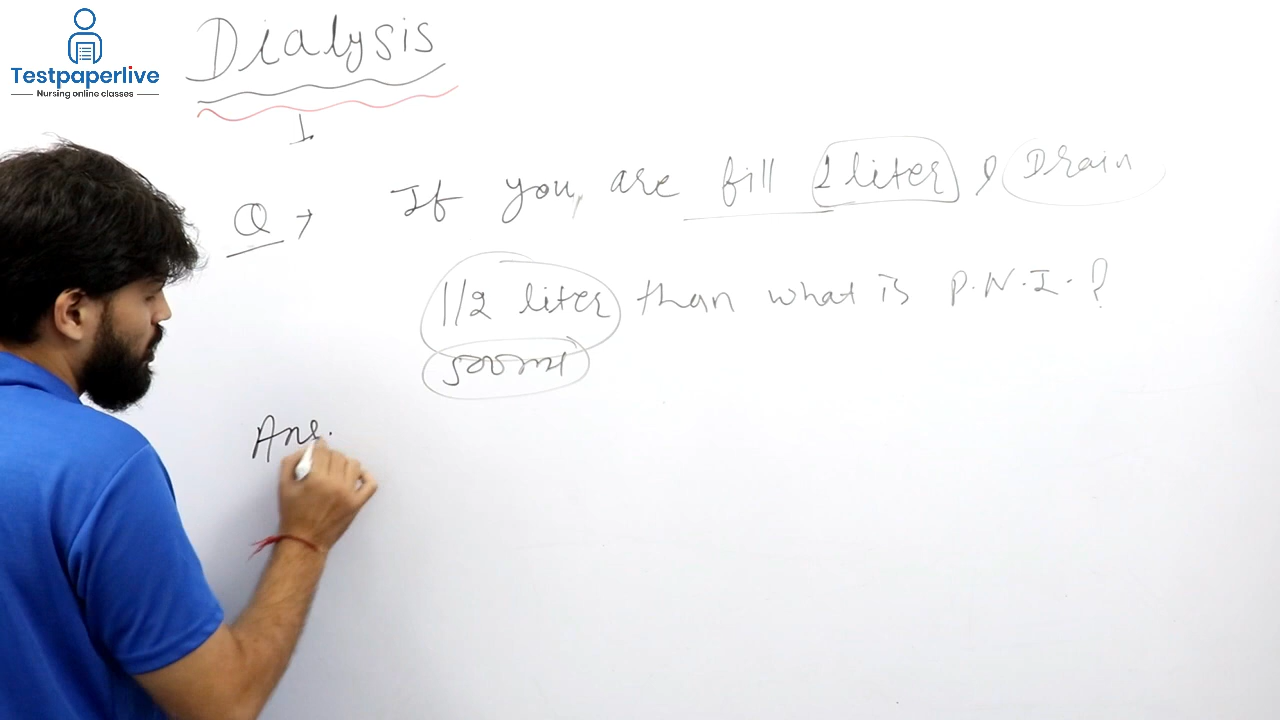 Testpaperlive
Nursing online classes
Dialysis
Q → If you, are fill 2 liter & Drain
1/2 liter than what is P.N.I.?
500ml
Ans.